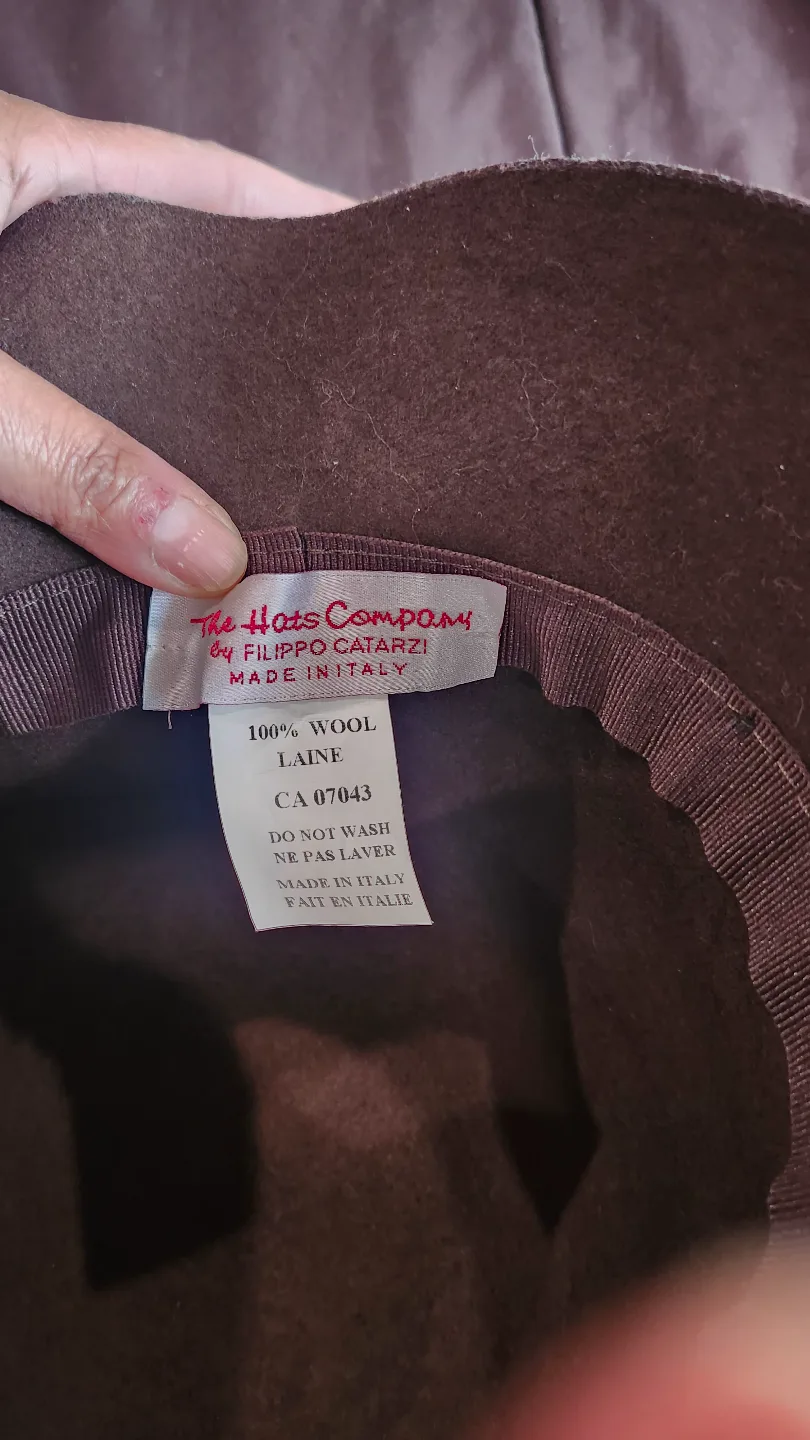 The Hats Company
by FILIPPO CATARZI
MADE IN ITALY
100% WOOL
LAINE
CA 07043
DO NOT WASH
NE PAS LAVER
MADE IN ITALY
FAIT EN ITALIE